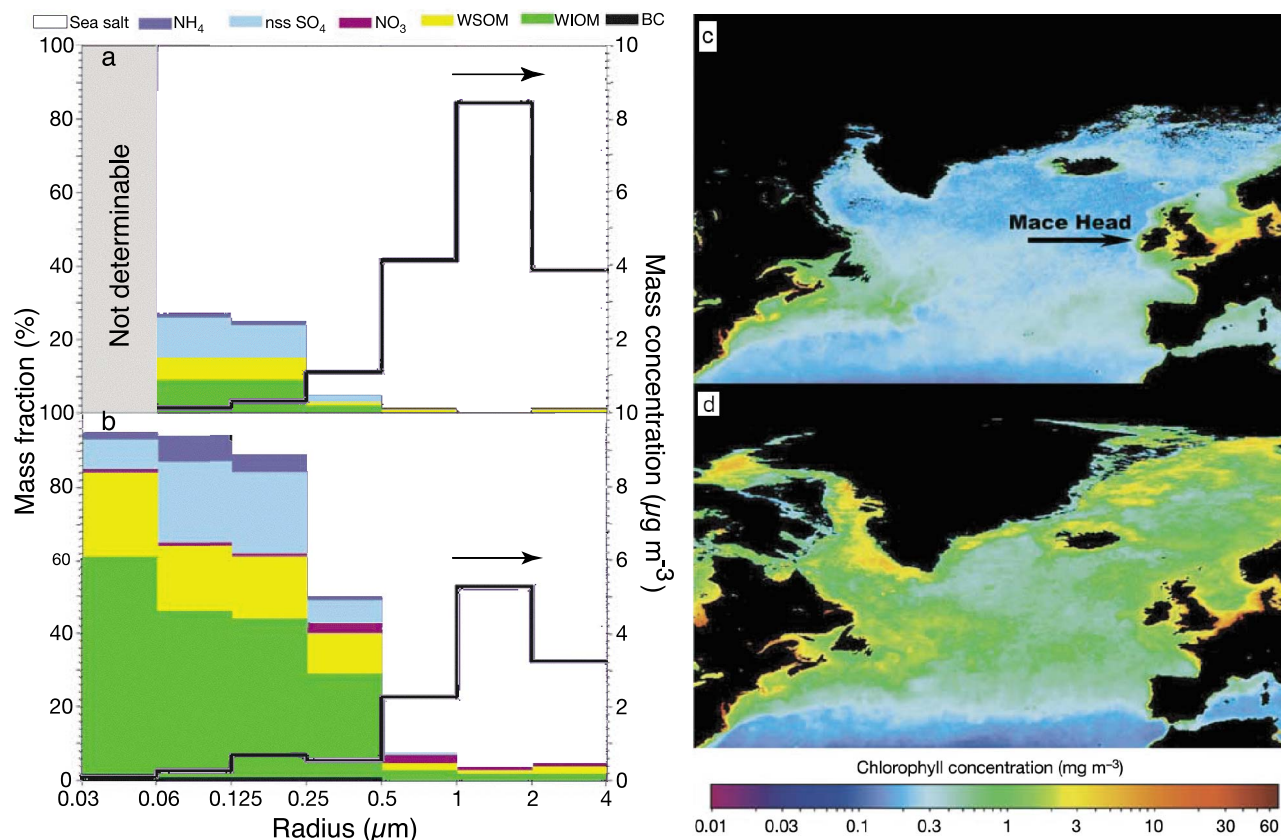 Sea salt NH₄ nss SO₄ NO₃ WSOM WIOM BC
a
100
80
60
40
20
Not determinable
10
8
6
4
2
b
100
80
60
40
20
0
10
8
6
4
2
0
Mass fraction (%)
Mass concentration (µg m⁻³)
0.03 0.06 0.125 0.25 0.5 1 2 4
Radius (µm)
c
Mace Head
d
Chlorophyll concentration (mg m⁻³)
0.01 0.03 0.1 0.3 1 3 10 30 60